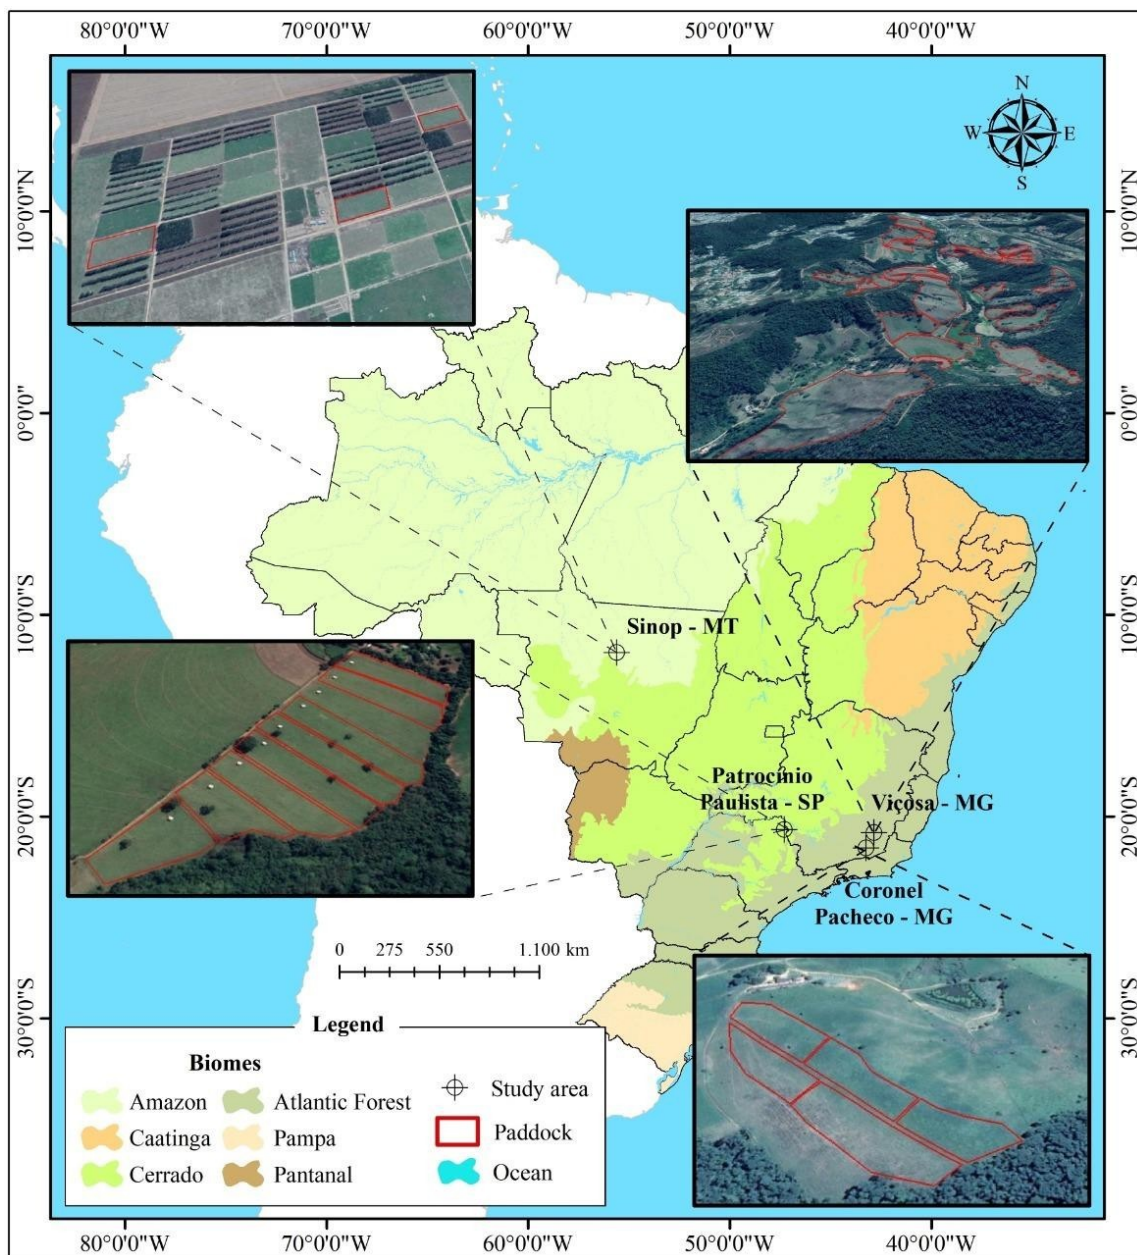 80°0'0"W 70°0'0"W 60°0'0"W 50°0'0"W 40°0'0"W
N
W E
S
10°0'0"N 10°0'0"N
0°0'0" 0°0'0"
10°0'0"S 10°0'0"S
20°0'0"S 20°0'0"S
30°0'0"S 30°0'0"S
Sinop - MT
Patrocínio
Paulista - SP
Viçosa - MG
Coronel
Pacheco - MG
0 275 550 1.100 km
Legend
Biomes
Amazon
Caatinga
Cerrado
Atlantic Forest
Pampa
Pantanal
Study area
Paddock
Ocean
80°0'0"W 70°0'0"W 60°0'0"W 50°0'0"W 40°0'0"W